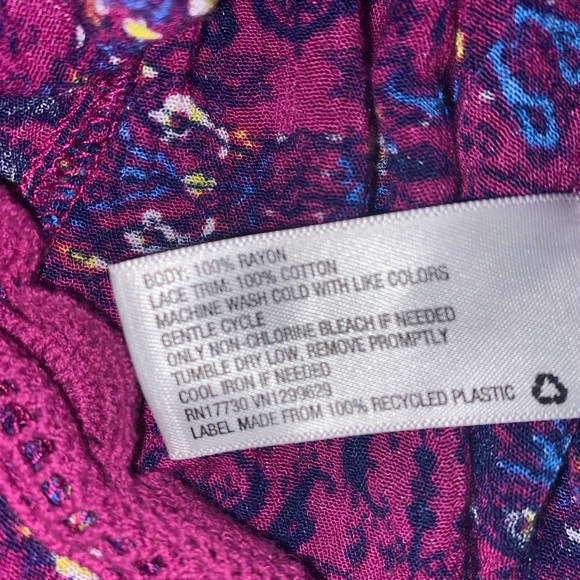 BODY: 100% RAYON
LACE TRIM: 100% COTTON
MACHINE WASH COLD WITH LIKE COLORS
GENTLE CYCLE
ONLY NON-CHLORINE BLEACH IF NEEDED
TUMBLE DRY LOW, REMOVE PROMPTLY
COOL IRON IF NEEDED
RN17730 VN1299629
LABEL MADE FROM 100% RECYCLED PLASTIC